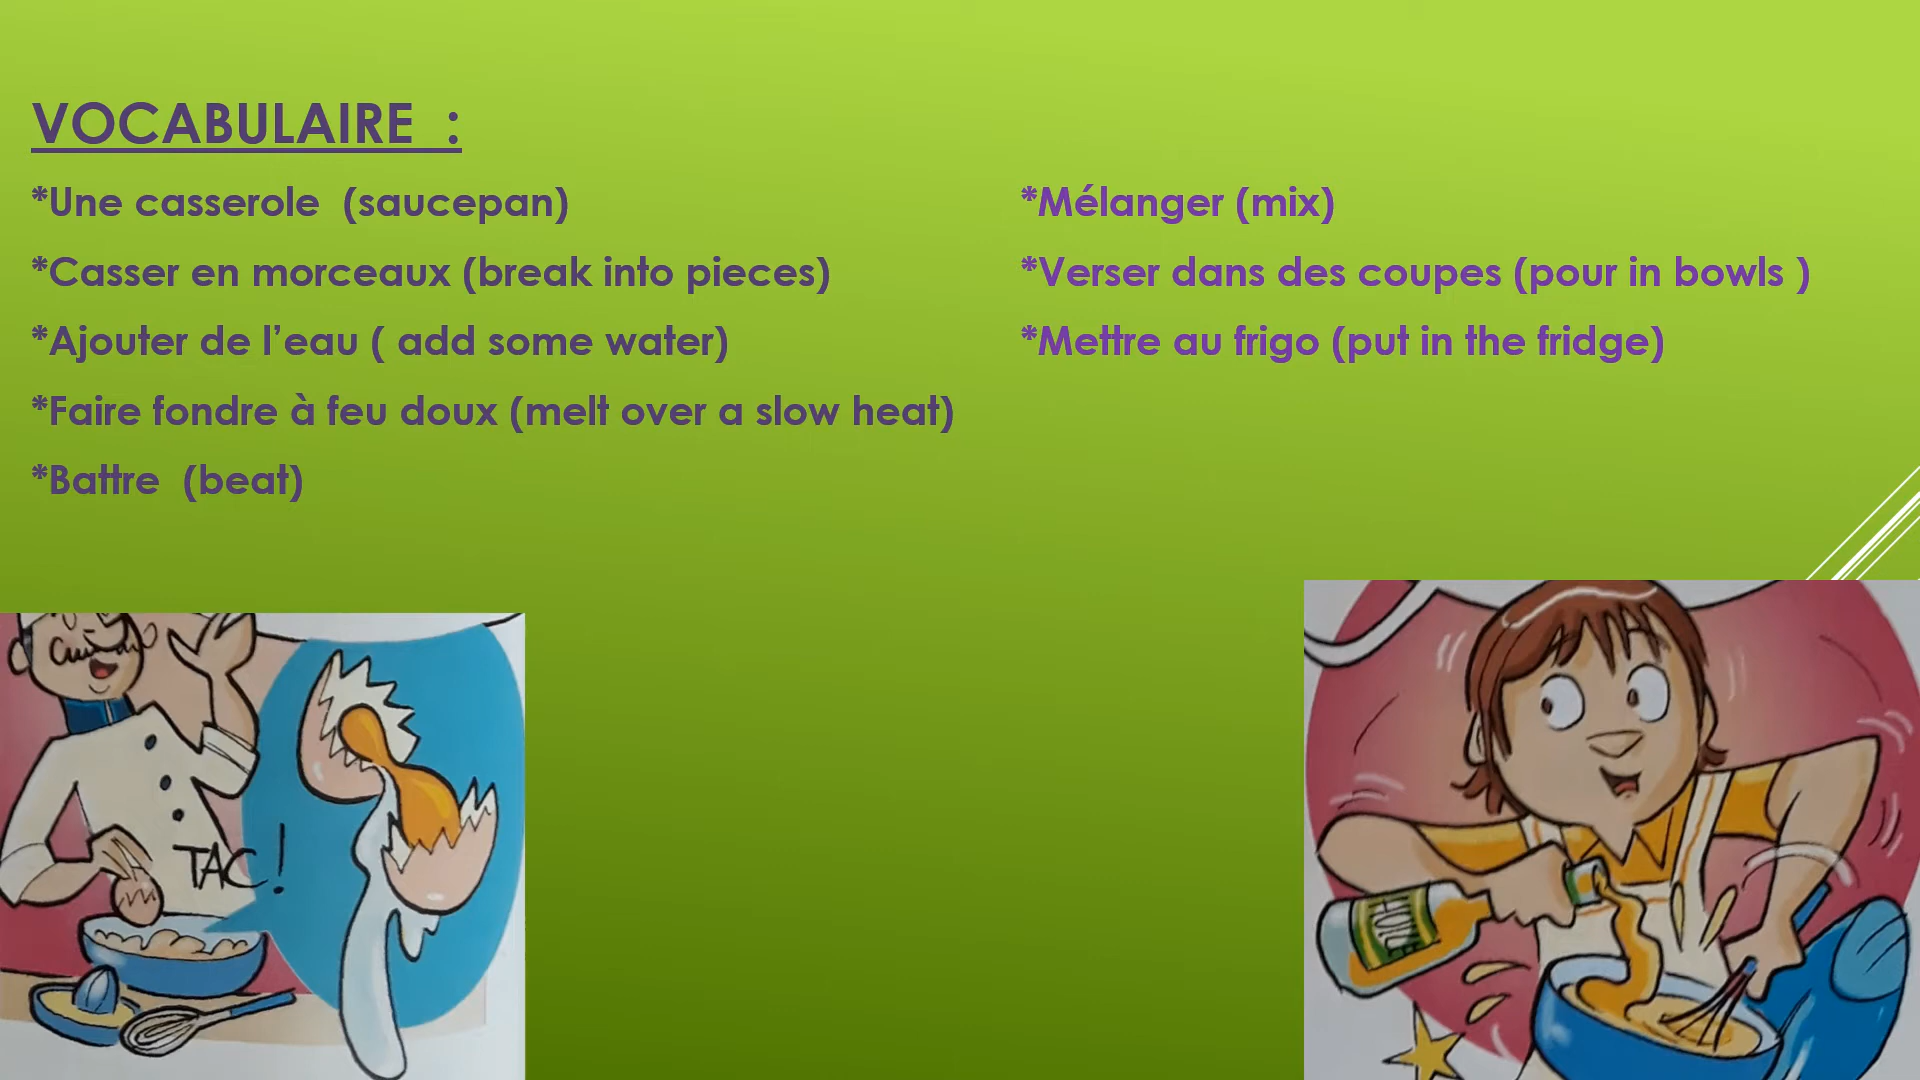 VOCABULAIRE :
*Une casserole (saucepan)
*Casser en morceaux (break into pieces)
*Ajouter de l’eau ( add some water)
*Faire fondre à feu doux (melt over a slow heat)
*Battre (beat)
*Mélanger (mix)
*Verser dans des coupes (pour in bowls )
*Mettre au frigo (put in the fridge)
TAC !